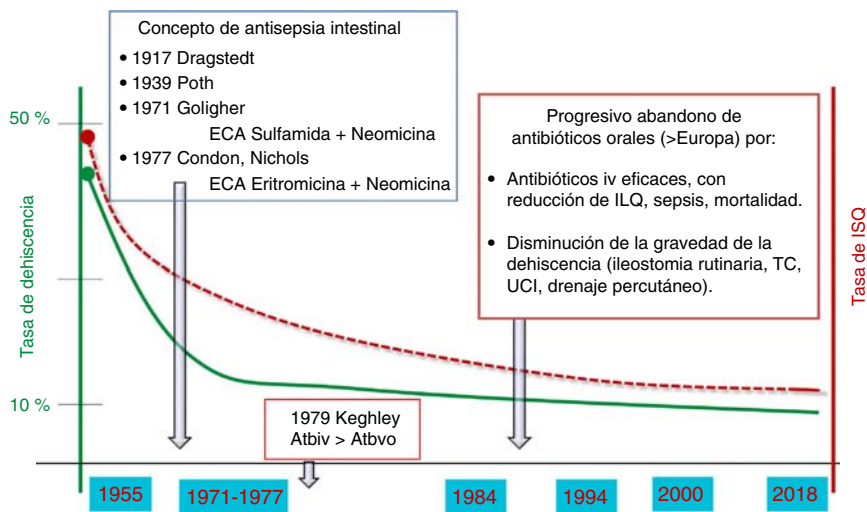 Concepto de antisepsia intestinal
• 1917 Dragstedt
• 1939 Poth
• 1971 Goligher
ECA Sulfamida + Neomicina
• 1977 Condon, Nichols
ECA Eritromicina + Neomicina
Progresivo abandono de
antibióticos orales (>Europa) por:
• Antibióticos iv eficaces, con
reducción de ILQ, sepsis, mortalidad.
• Disminución de la gravedad de la
dehiscencia (ileostomia rutinaria, TC,
UCI, drenaje percutáneo).
50 %
10 %
Tasa de dehiscencia
Tasa de ISQ
1979 Keghley
Atbiv > Atbvo
1955
1971-1977
1984
1994
2000
2018